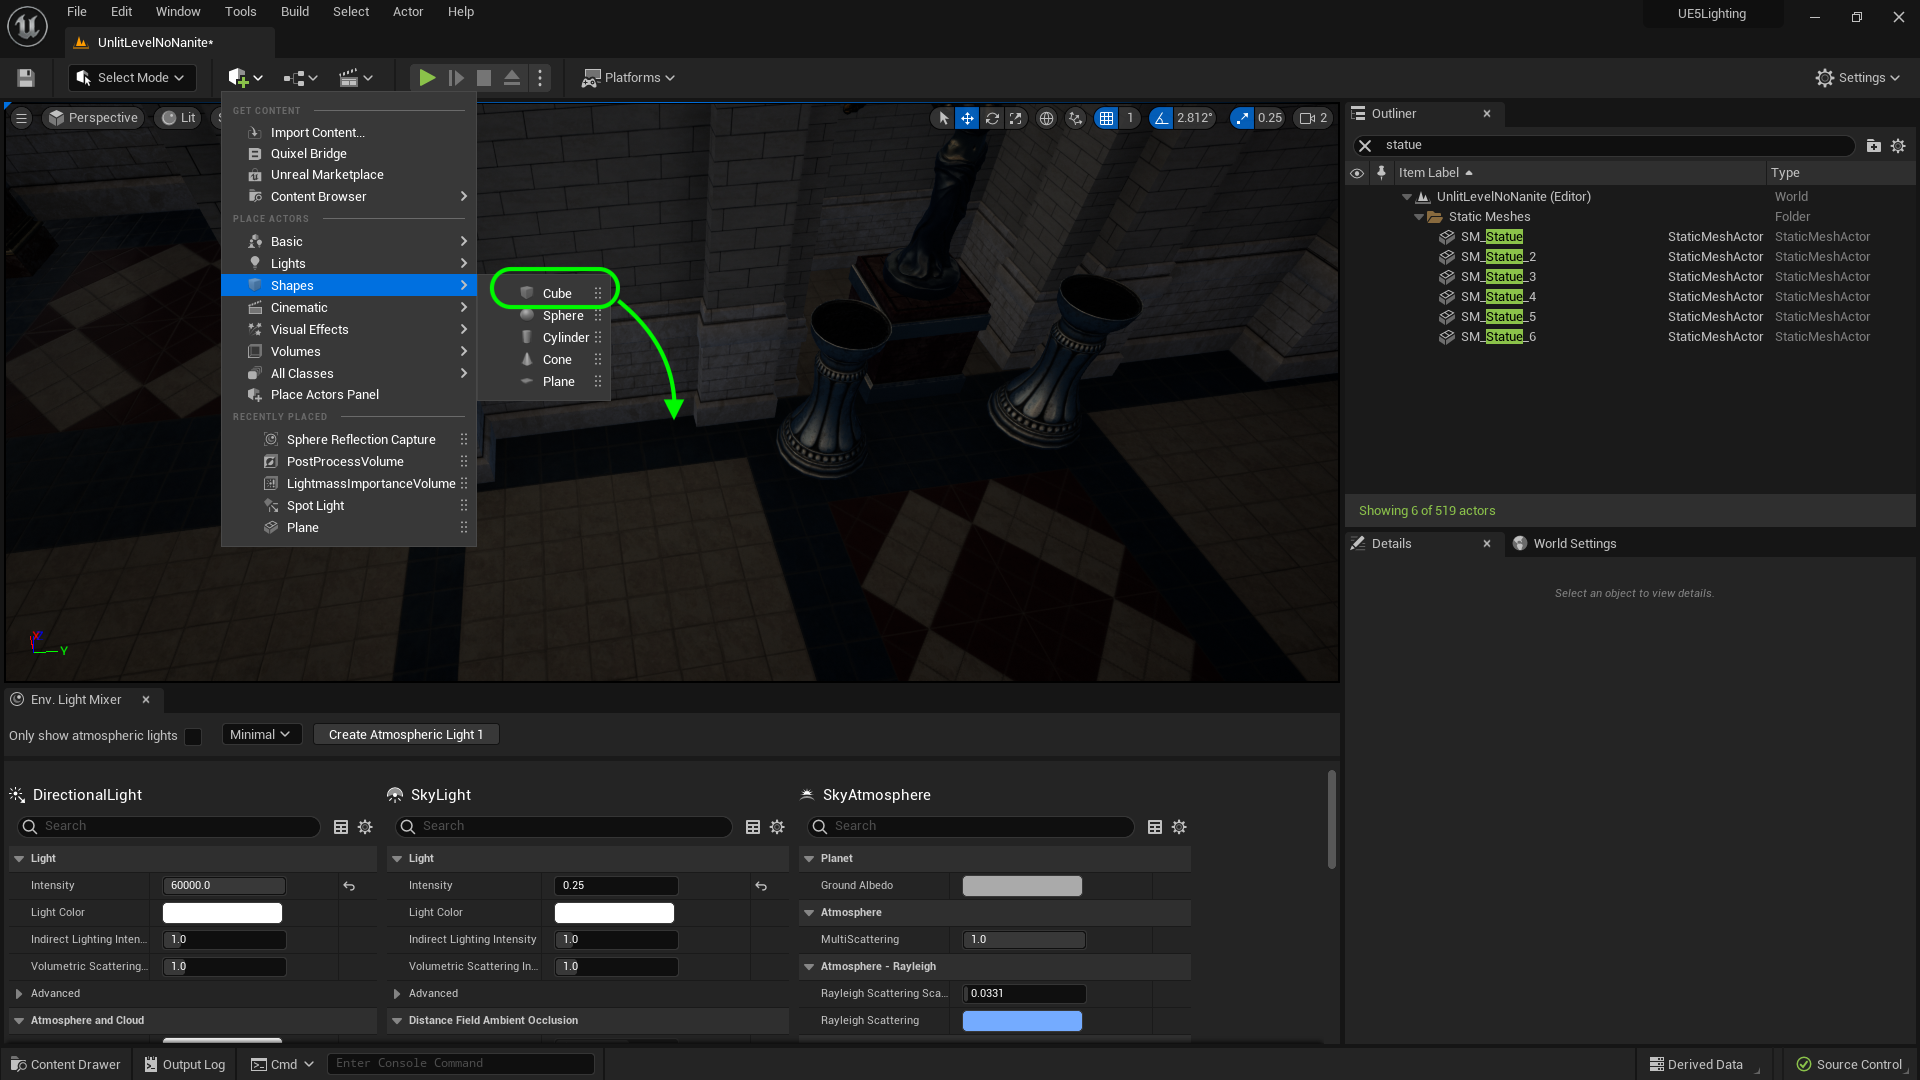 File Edit Window Tools Build Select Actor Help
UE5Lighting
UnlitLevelNoNanite*
Select Mode
Platforms
Settings
Perspective
Lit
1
2.812°
0.25
2
GET CONTENT
Import Content...
Quixel Bridge
Unreal Marketplace
Content Browser
PLACE ACTORS
Basic
Lights
Shapes
Cinematic
Visual Effects
Volumes
All Classes
Place Actors Panel
RECENTLY PLACED
Sphere Reflection Capture
PostProcessVolume
LightmassImportanceVolume
Spot Light
Plane
Cube
Sphere
Cylinder
Cone
Plane
X
Y
Outliner
statue
Item Label Type
UnlitLevelNoNanite (Editor) World
Static Meshes Folder
SM_Statue StaticMeshActor StaticMeshActor
SM_Statue_2 StaticMeshActor StaticMeshActor
SM_Statue_3 StaticMeshActor StaticMeshActor
SM_Statue_4 StaticMeshActor StaticMeshActor
SM_Statue_5 StaticMeshActor StaticMeshActor
SM_Statue_6 StaticMeshActor StaticMeshActor
Showing 6 of 519 actors
Details
World Settings
Select an object to view details.
Env. Light Mixer
Only show atmospheric lights
Minimal
Create Atmospheric Light 1
DirectionalLight
Search
Light
Intensity 60000.0
Light Color
Indirect Lighting Inten... 1.0
Volumetric Scattering... 1.0
Advanced
Atmosphere and Cloud
SkyLight
Search
Light
Intensity 0.25
Light Color
Indirect Lighting Intensity 1.0
Volumetric Scattering In... 1.0
Advanced
Distance Field Ambient Occlusion
SkyAtmosphere
Search
Planet
Ground Albedo
Atmosphere
MultiScattering 1.0
Atmosphere - Rayleigh
Rayleigh Scattering Sca... 0.0331
Rayleigh Scattering
Content Drawer
Output Log
Cmd
Enter Console Command
Derived Data
Source Control